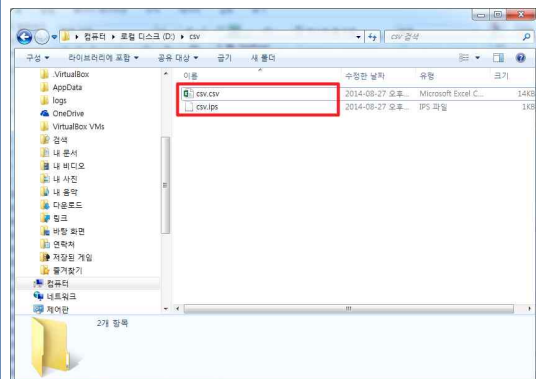 컴퓨터 ▸ 로컬 디스크 (D:) ▸ csv
csv 검색
구성 라이브러리에 포함 공유 대상 굽기 새 폴더
이름 수정한 날짜 유형 크기
csv.csv 2014-08-27 오후... Microsoft Excel C... 14KB
csv.ips 2014-08-27 오후... IPS 파일 1KB
.VirtualBox
AppData
logs
OneDrive
VirtualBox VMs
검색
내 문서
내 비디오
내 사진
내 음악
다운로드
링크
바탕 화면
연락처
저장된 게임
즐겨찾기
컴퓨터
네트워크
제어판
2개 항목